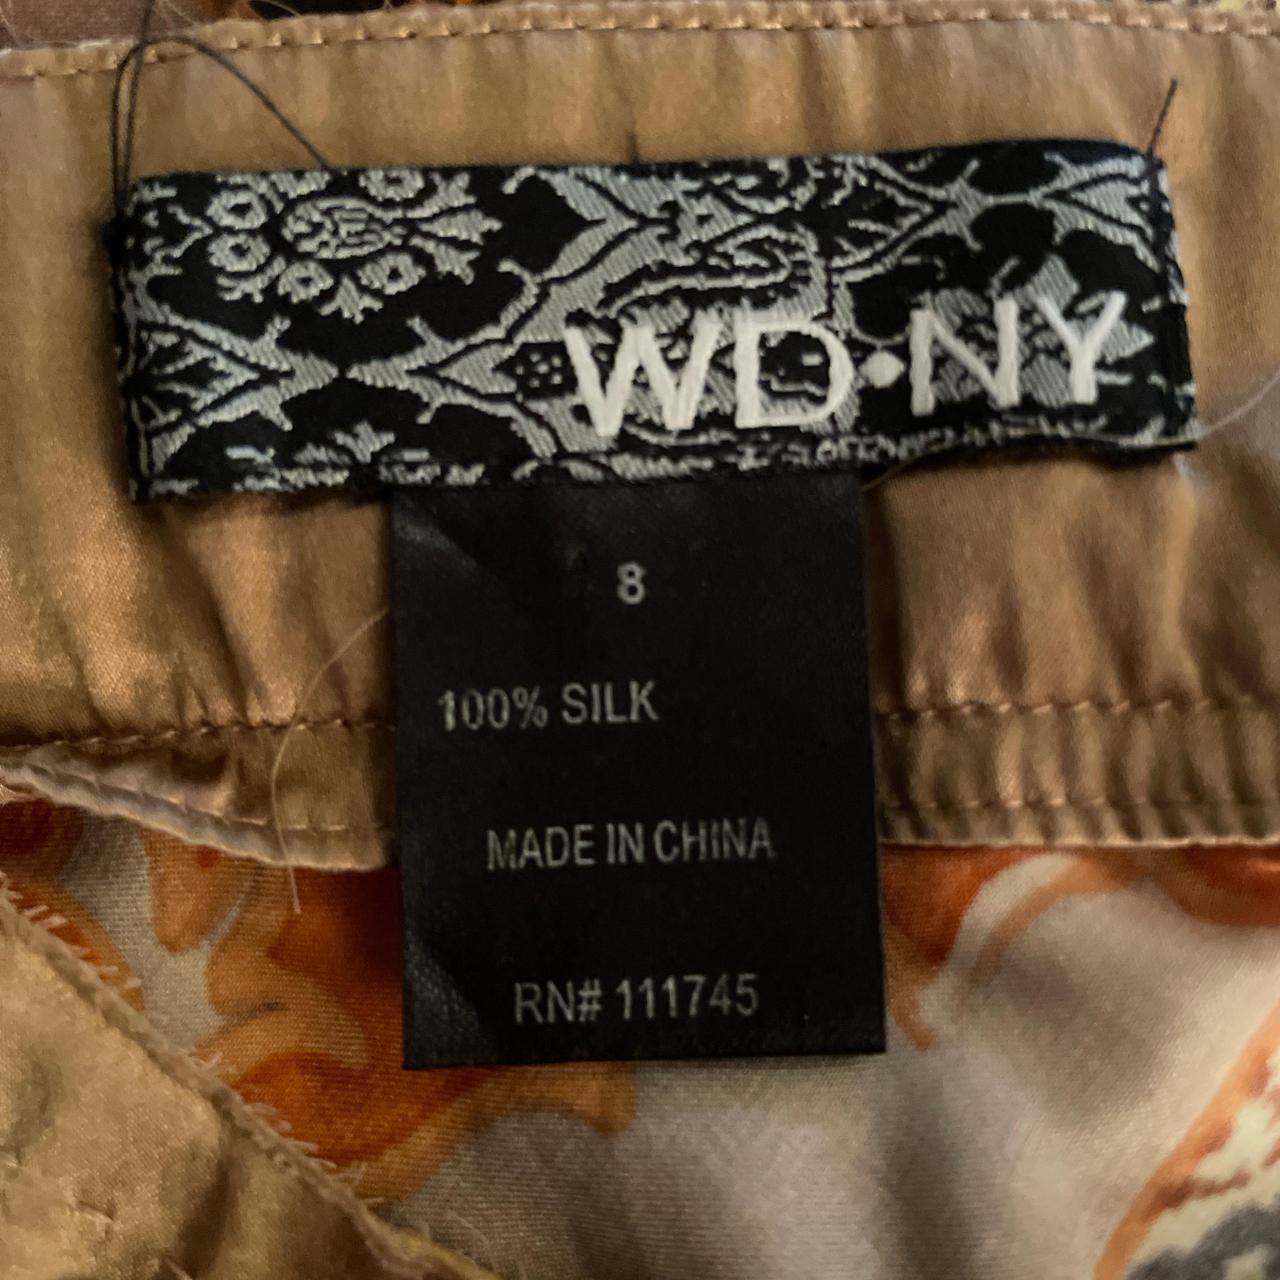 WD•NY
8
100% SILK
MADE IN CHINA
RN# 111745